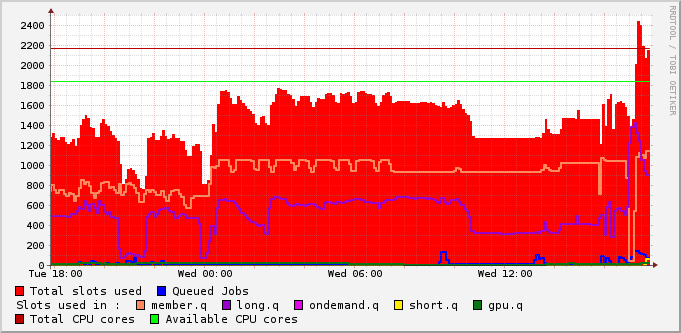 2400
2200
2000
1800
1600
1400
1200
1000
800
600
400
200
0
Tue 18:00 Wed 00:00 Wed 06:00 Wed 12:00
Total slots used Queued Jobs
Slots used in : member.q long.q ondemand.q short.q gpu.q
Total CPU cores Available CPU cores
RRDTOOL / TOBI OETIKER